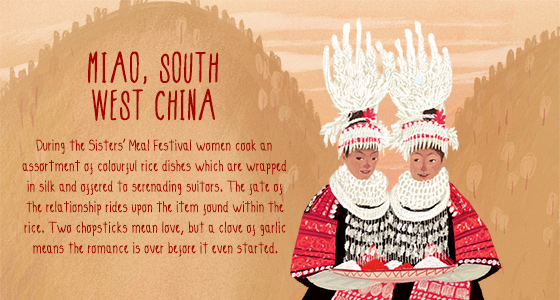 MIAO, SOUTH
WEST CHINA
During the Sisters' Meal Festival women cook an
assortment of colourful rice dishes which are wrapped
in silk and offered to serenading suitors. The fate of
the relationship rides upon the item found within the
rice. Two chopsticks mean love, but a clove of garlic
means the romance is over before it even started.